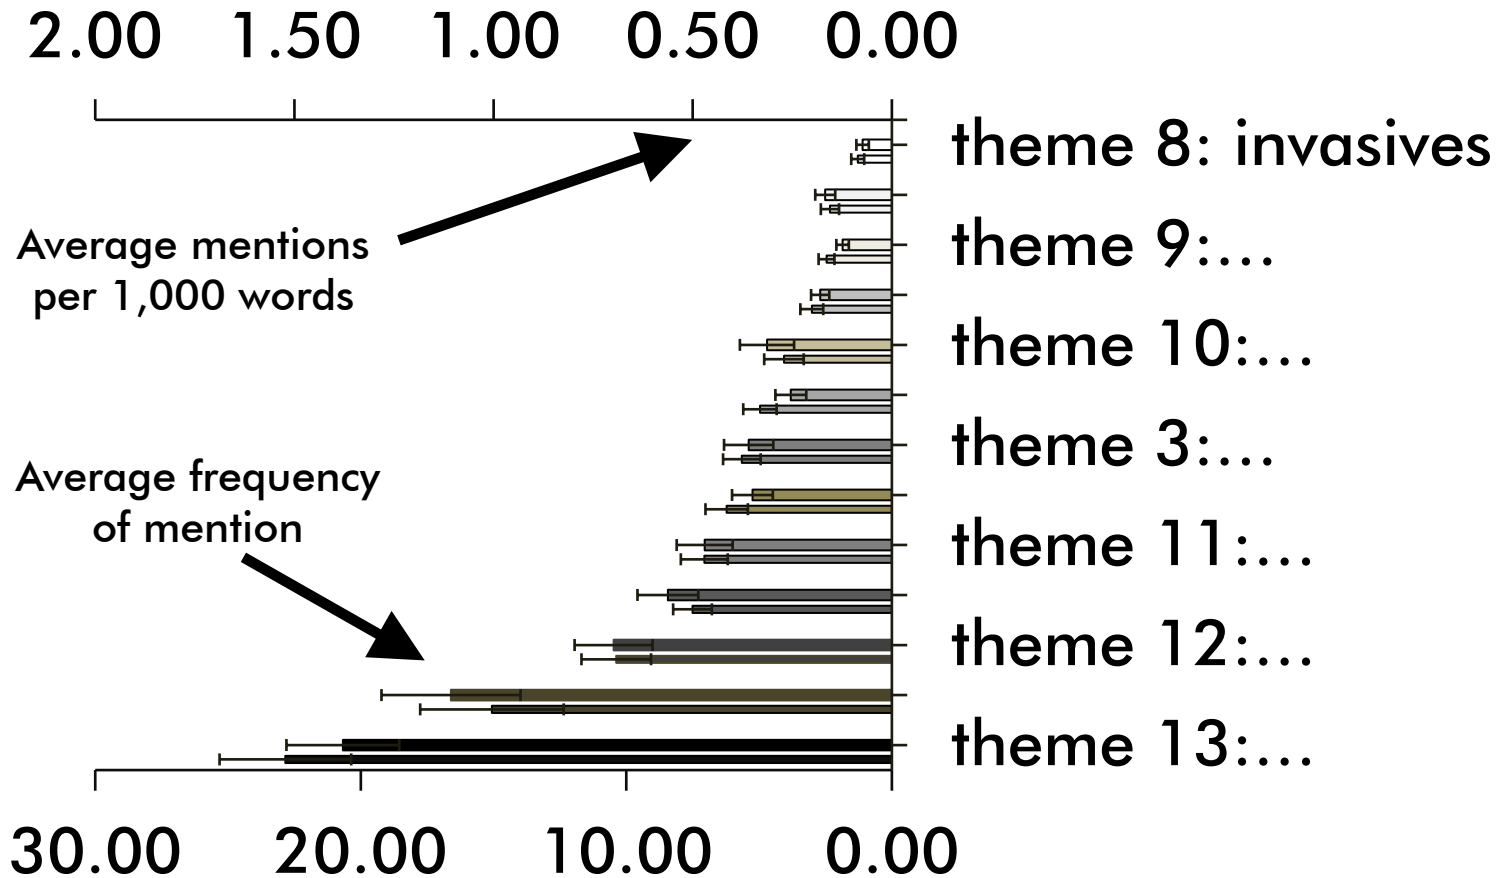 2.00 1.50 1.00 0.50 0.00
theme 8: invasives
Average mentions
per 1,000 words
theme 9:...
theme 10:...
theme 3:...
Average frequency
of mention
theme 11:...
theme 12:...
theme 13:...
30.00 20.00 10.00 0.00